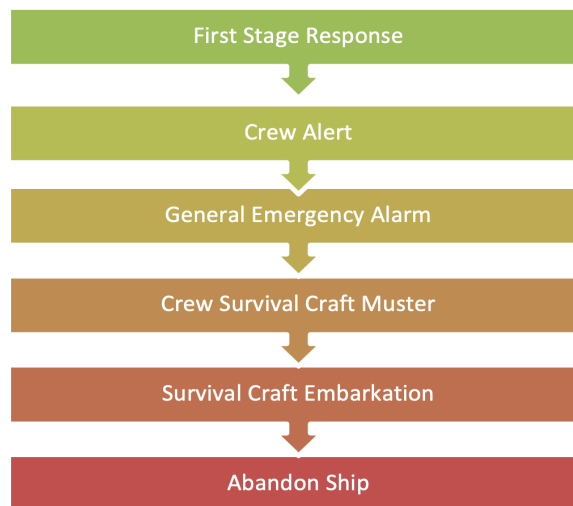 First Stage Response
Crew Alert
General Emergency Alarm
Crew Survival Craft Muster
Survival Craft Embarkation
Abandon Ship